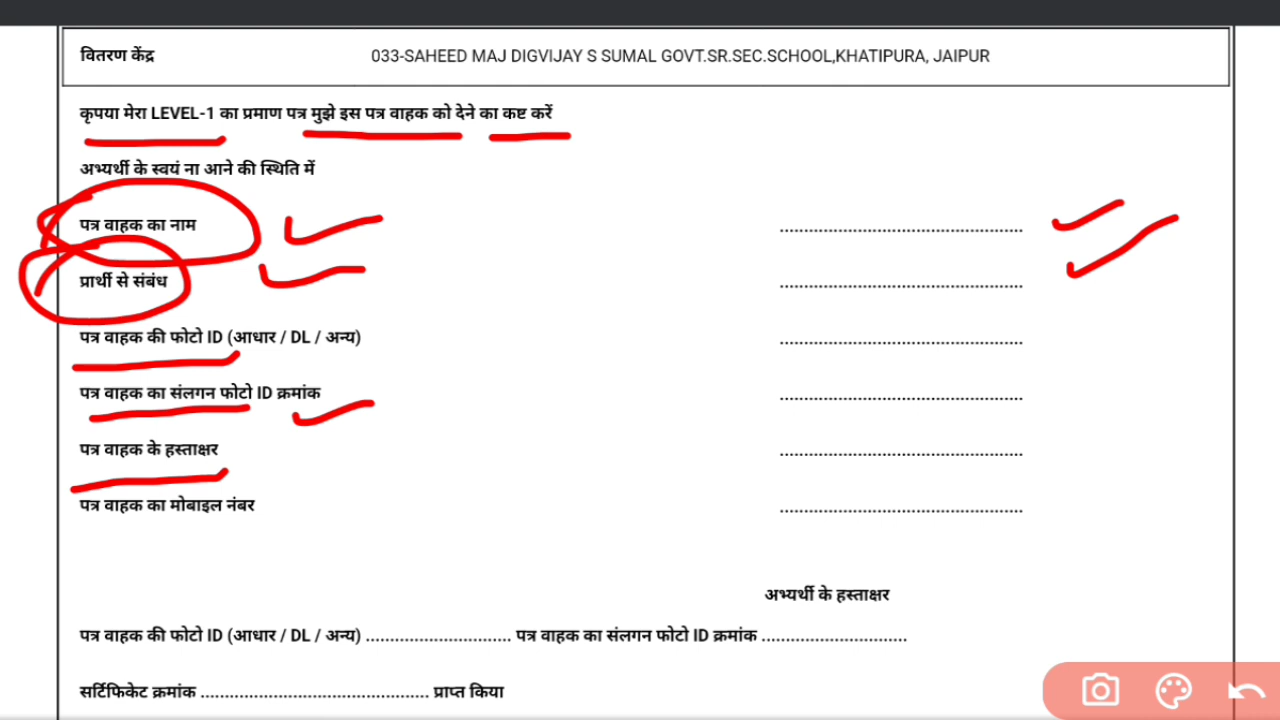 वितरण केंद्र 033-SAHEED MAJ DIGVIJAY S SUMAL GOVT.SR.SEC.SCHOOL,KHATIPURA, JAIPUR
कृपया मेरा LEVEL-1 का प्रमाण पत्र मुझे इस पत्र वाहक को देने का कष्ट करें
अभ्यर्थी के स्वयं ना आने की स्थिति में
पत्र वाहक का नाम ..................................................
प्रार्थी से संबंध ..................................................
पत्र वाहक की फोटो ID (आधार / DL / अन्य) ..................................................
पत्र वाहक का संलगन फोटो ID क्रमांक ..................................................
पत्र वाहक के हस्ताक्षर ..................................................
पत्र वाहक का मोबाइल नंबर ..................................................
अभ्यर्थी के हस्ताक्षर
पत्र वाहक की फोटो ID (आधार / DL / अन्य) .............................. पत्र वाहक का संलगन फोटो ID क्रमांक ..............................
सर्टिफिकेट क्रमांक ............................................... प्राप्त किया